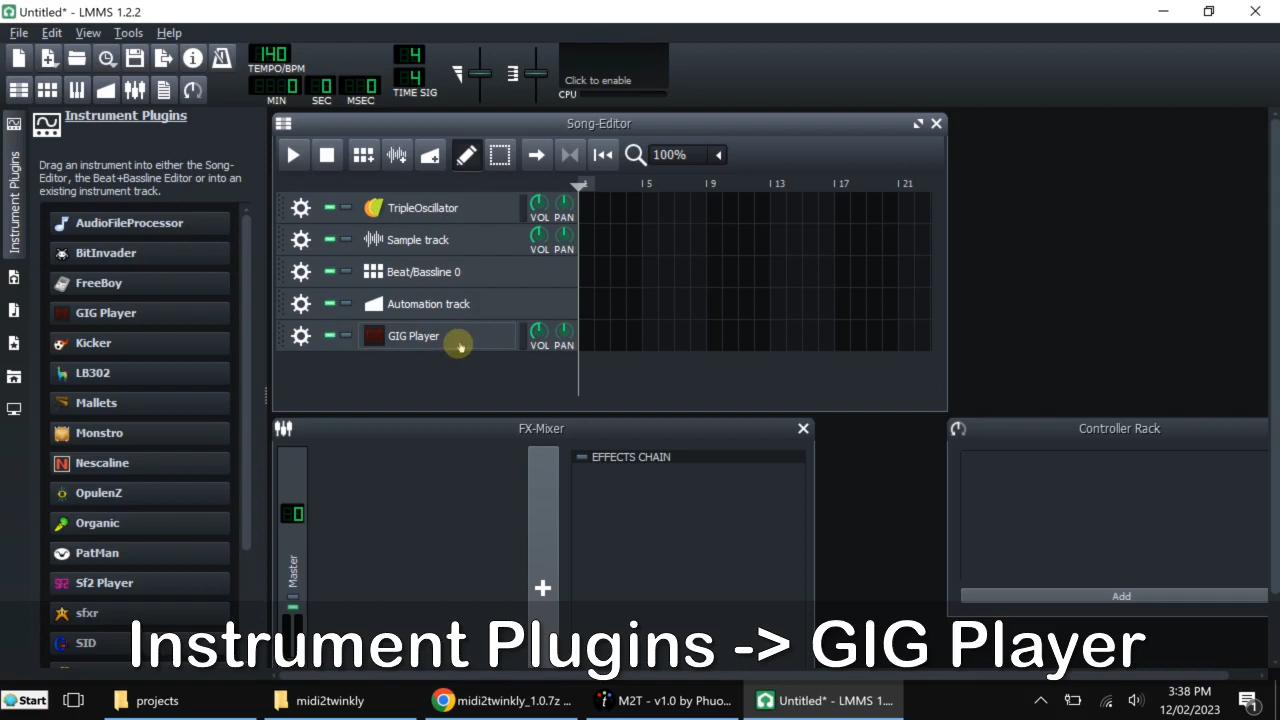 Untitled* - LMMS 1.2.2
File Edit View Tools Help
140
TEMPO/BPM
0 0 0
MIN SEC MSEC
4
4
TIME SIG
Click to enable
CPU
Instrument Plugins
Instrument Plugins
Drag an instrument into either the Song-
Editor, the Beat+Bassline Editor or into an
existing instrument track.
AudioFileProcessor
BitInvader
FreeBoy
GIG Player
Kicker
LB302
Mallets
Monstro
Nescaline
OpulenZ
Organic
PatMan
Sf2 Player
sfxr
SID
Song-Editor
100%
1 5 9 13 17 21
TripleOscillator VOL PAN
Sample track VOL PAN
Beat/Bassline 0
Automation track
GIG Player VOL PAN
FX-Mixer
0
Master
EFFECTS CHAIN
Controller Rack
Add
Instrument Plugins -> GIG Player
Start projects midi2twinkly midi2twinkly_1.0.7z ... M2T - v1.0 by Phuo... Untitled* - LMMS 1....
3:38 PM
12/02/2023
1